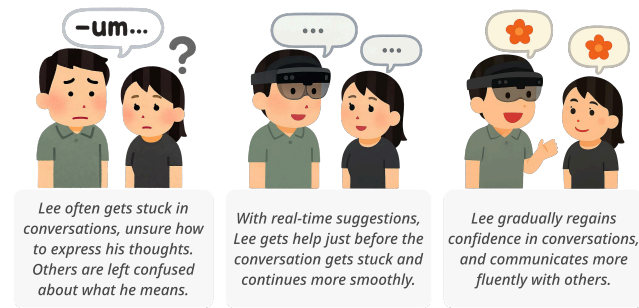 -um...
?
...
...
Lee often gets stuck in
conversations, unsure how
to express his thoughts.
Others are left confused
about what he means.
With real-time suggestions,
Lee gets help just before the
conversation gets stuck and
continues more smoothly.
Lee gradually regains
confidence in conversations,
and communicates more
fluently with others.